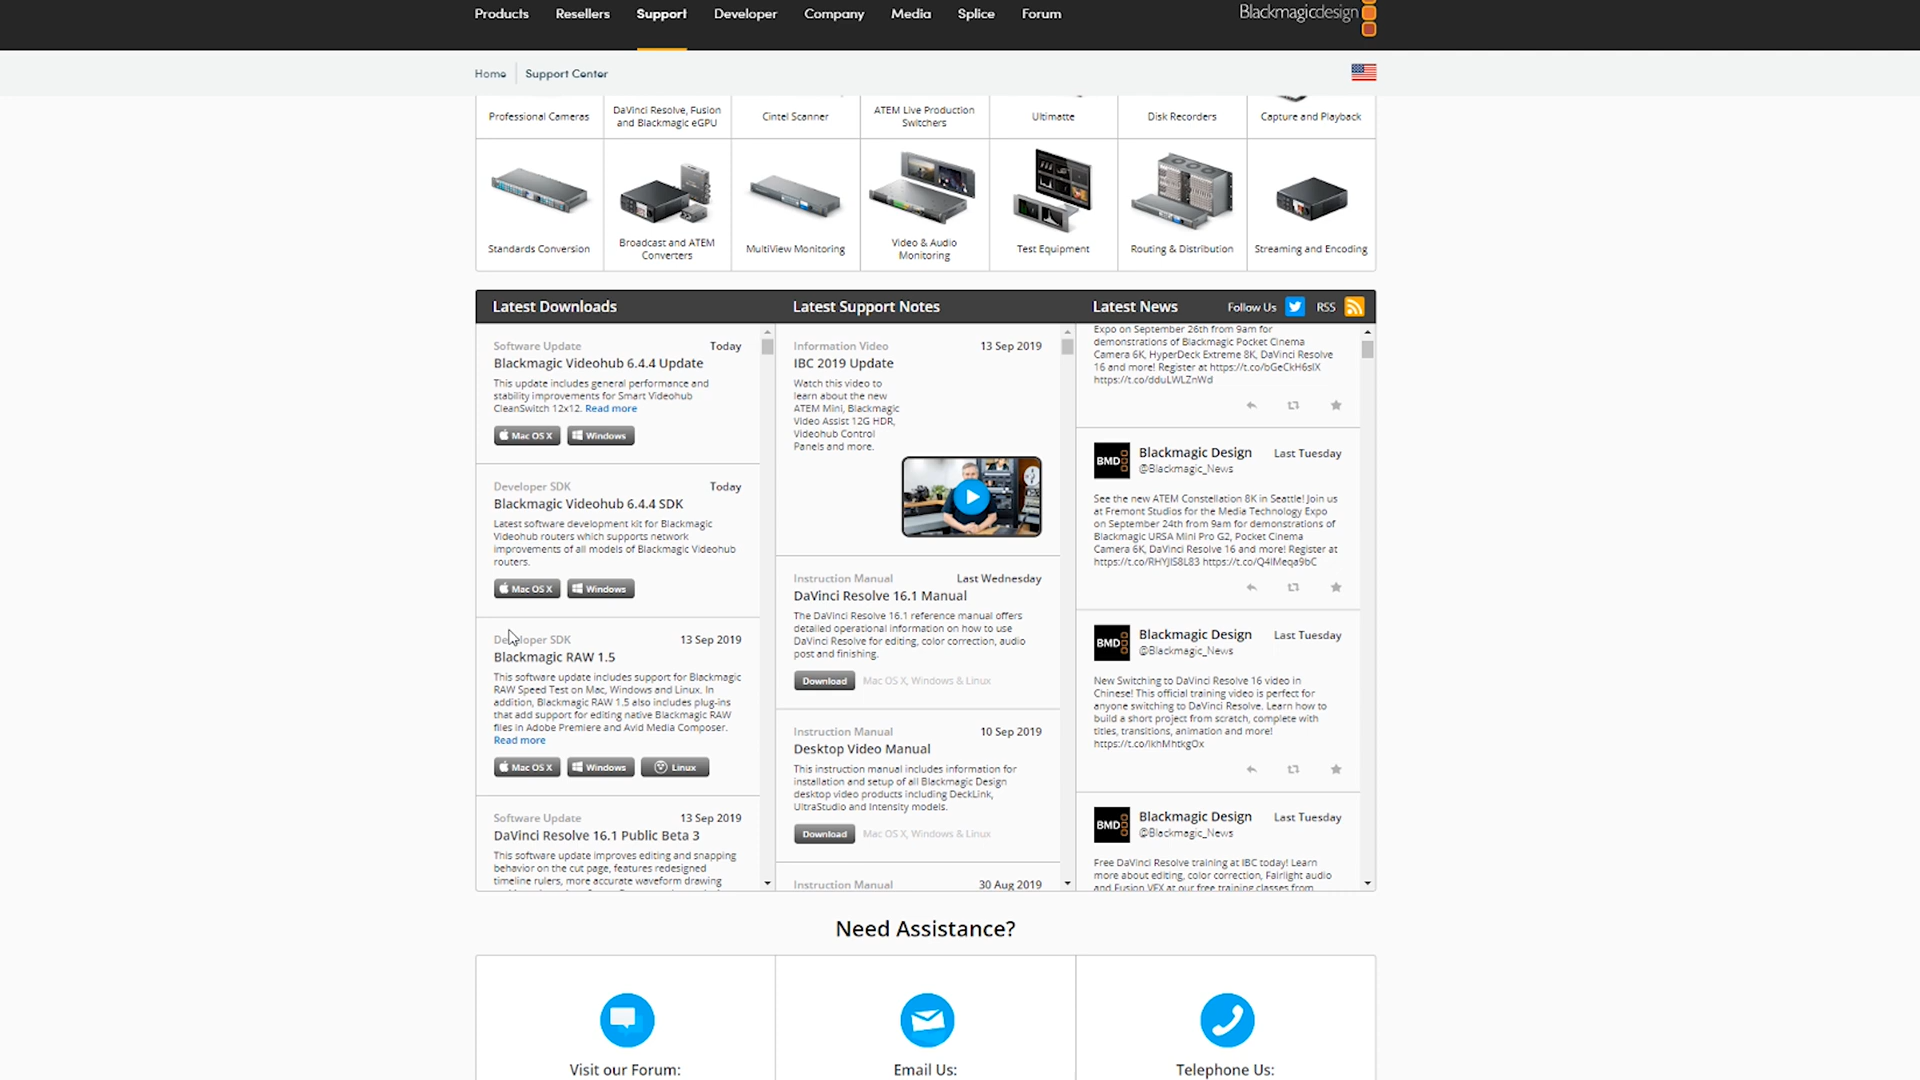 Products Resellers Support Developer Company Media Splice Forum
Blackmagicdesign
Home Support Center
Professional Cameras
DaVinci Resolve, Fusion
and Blackmagic eGPU
Cintel Scanner
ATEM Live Production
Switchers
Ultimatte
Disk Recorders
Capture and Playback
Standards Conversion
Broadcast and ATEM
Converters
MultiView Monitoring
Video & Audio
Monitoring
Test Equipment
Routing & Distribution
Streaming and Encoding
Latest Downloads
Software Update Today
Blackmagic Videohub 6.4.4 Update
This update includes general performance and
stability improvements for Smart Videohub
CleanSwitch 12x12. Read more
Mac OS X Windows
Developer SDK Today
Blackmagic Videohub 6.4.4 SDK
Latest software development kit for Blackmagic
Videohub routers which supports network
improvements of all models of Blackmagic Videohub
routers.
Mac OS X Windows
Developer SDK 13 Sep 2019
Blackmagic RAW 1.5
This software update includes support for Blackmagic
RAW Speed Test on Mac, Windows and Linux. In
addition, Blackmagic RAW 1.5 also includes plug-ins
that add support for editing native Blackmagic RAW
files in Adobe Premiere and Avid Media Composer.
Read more
Mac OS X Windows Linux
Software Update 13 Sep 2019
DaVinci Resolve 16.1 Public Beta 3
This software update improves editing and snapping
behavior on the cut page, features redesigned
timeline rulers, more accurate waveform drawing
Latest Support Notes
Information Video 13 Sep 2019
IBC 2019 Update
Watch this video to
learn about the new
ATEM Mini, Blackmagic
Video Assist 12G HDR,
Videohub Control
Panels and more.
Instruction Manual Last Wednesday
DaVinci Resolve 16.1 Manual
The DaVinci Resolve 16.1 reference manual offers
detailed operational information on how to use
DaVinci Resolve for editing, color correction, audio
post and finishing.
Download Mac OS X, Windows & Linux
Instruction Manual 10 Sep 2019
Desktop Video Manual
This instruction manual includes information for
installation and setup of all Blackmagic Design
desktop video products including DeckLink,
UltraStudio and Intensity models.
Download Mac OS X, Windows & Linux
Instruction Manual 30 Aug 2019
Latest News Follow Us RSS
Expo on September 26th from 9am for
demonstrations of Blackmagic Pocket Cinema
Camera 6K, HyperDeck Extreme 8K, DaVinci Resolve
16 and more! Register at https://t.co/bGeCkH6sIX
https://t.co/dduLWLZnWd
BMD
Blackmagic Design Last Tuesday
@Blackmagic_News
See the new ATEM Constellation 8K in Seattle! Join us
at Fremont Studios for the Media Technology Expo
on September 24th from 9am for demonstrations of
Blackmagic URSA Mini Pro G2, Pocket Cinema
Camera 6K, DaVinci Resolve 16 and more! Register at
https://t.co/RHYJIS8L83 https://t.co/Q4IMeqa9bC
BMD
Blackmagic Design Last Tuesday
@Blackmagic_News
New Switching to DaVinci Resolve 16 video in
Chinese! This official training video is perfect for
anyone switching to DaVinci Resolve. Learn how to
build a short project from scratch, complete with
titles, transitions, animation and more!
https://t.co/lkhMhtkgOx
BMD
Blackmagic Design Last Tuesday
@Blackmagic_News
Free DaVinci Resolve training at IBC today! Learn
more about editing, color correction, Fairlight audio
and Fusion VFX at our free training classes from
Need Assistance?
Visit our Forum:
Email Us:
Telephone Us: